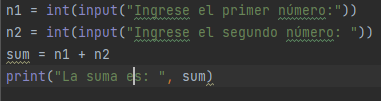 n1 = int(input("Ingrese el primer número:"))
n2 = int(input("Ingrese el segundo número: "))
sum = n1 + n2
print("La suma es: ", sum)